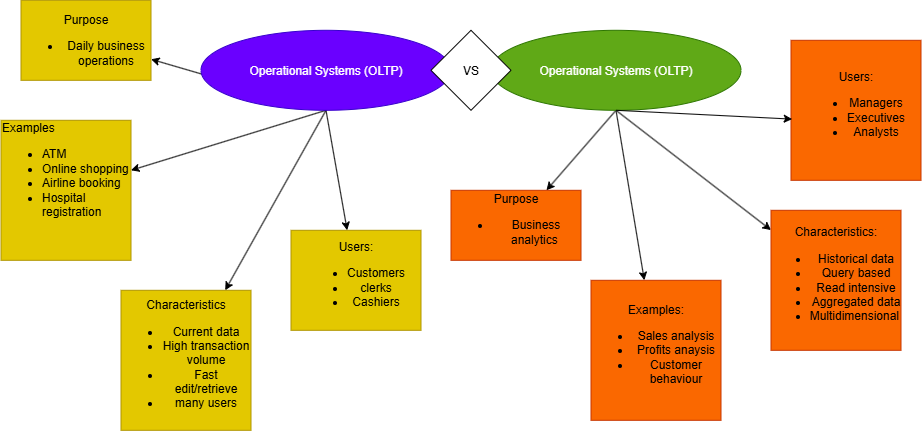 Purpose
• Daily business
operations
Operational Systems (OLTP)
VS
Operational Systems (OLTP)
Users:
• Managers
• Executives
• Analysts
Examples
• ATM
• Online shopping
• Airline booking
• Hospital
registration
Purpose
• Business
analytics
Characteristics:
• Historical data
• Query based
• Read intensive
• Aggregated data
• Multidimensional
Users:
• Customers
• clerks
• Cashiers
Characteristics
• Current data
• High transaction
volume
• Fast
edit/retrieve
• many users
Examples:
• Sales analysis
• Profits anaysis
• Customer
behaviour